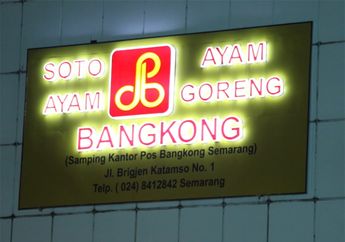 SOTO AYAM
AYAM GORENG
BANGKONG
(Samping Kantor Pos Bangkong Semarang)
Jl. Brigjen Katamso No. 1
Telp. ( 024) 8412842 Semarang